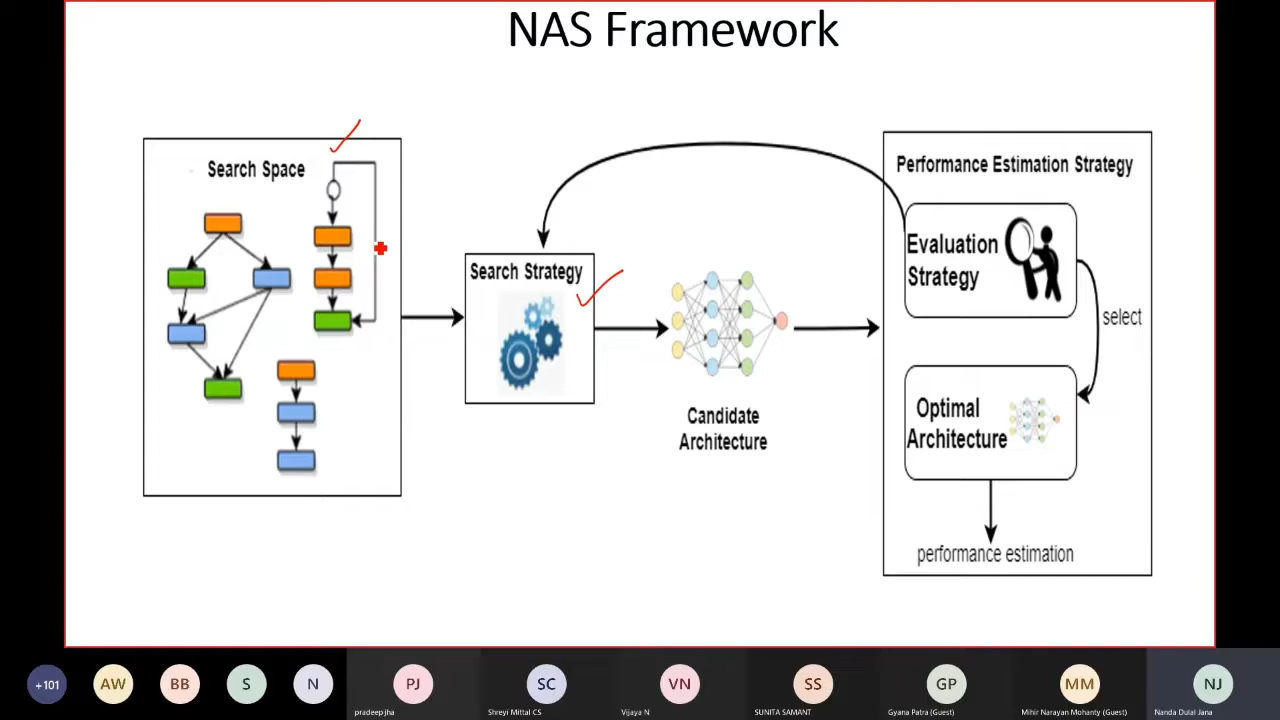 NAS Framework
Search Space
Search Strategy
Candidate
Architecture
Performance Estimation Strategy
Evaluation
Strategy
select
Optimal
Architecture
performance estimation
+101
AW
BB
S
N
PJ
SC
VN
SS
GP
MM
NJ
pradeep jha
Shreyi Mittal CS
Vijaya N
SUNITA SAMANT
Gyana Patra (Guest)
Mihir Narayan Mohanty (Guest)
Nanda Dulal Jana